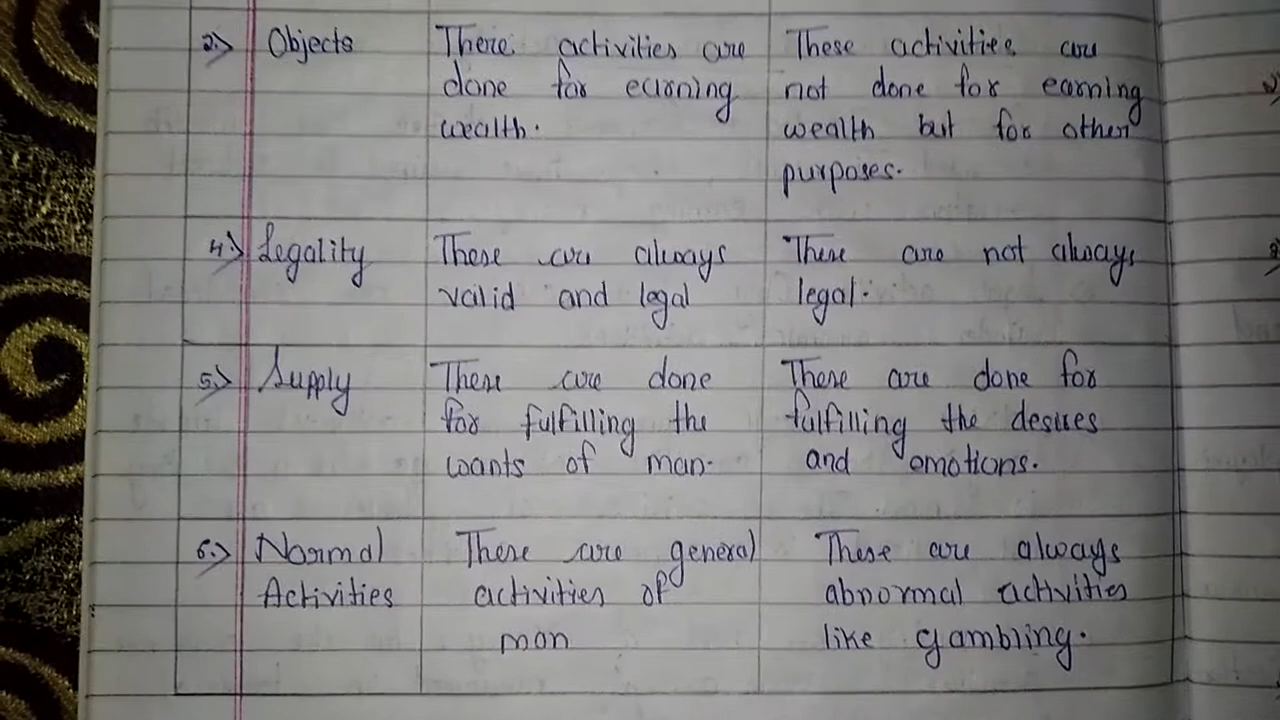 2.> Objects
These activities are
done for earning
wealth.
These activities are
not done for earning
wealth but for other
purposes.
4.> Legality
These are always
valid and legal
These are not always
legal.
5.> Supply
These are done
for fulfilling the
wants of man.
These are done for
fulfilling the desires
and emotions.
6.> Normal
Activities
These are general
activities of
man
These are always
abnormal activities
like gambling.